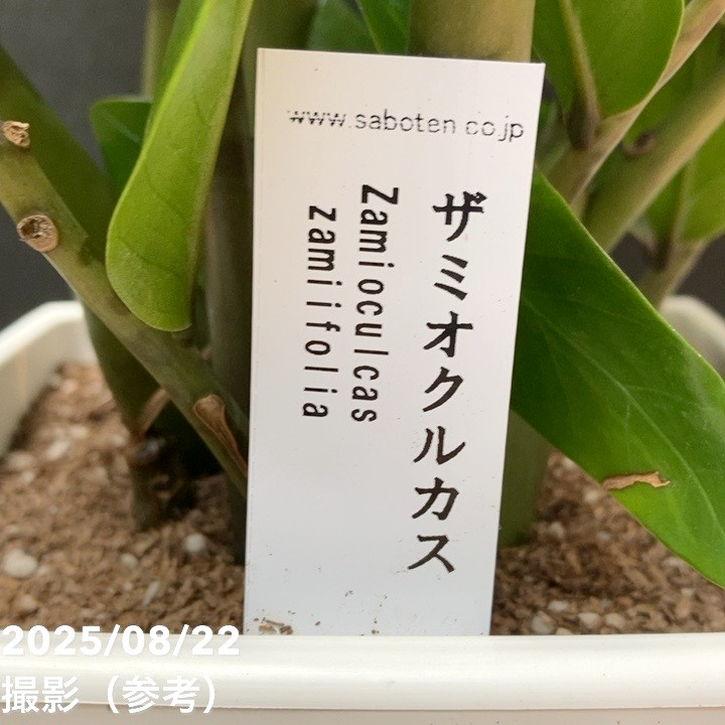 www.saboten.co.jp
ザミオクルカス
Zamioculcas
zamiifolia
2025/08/22
撮影（参考）